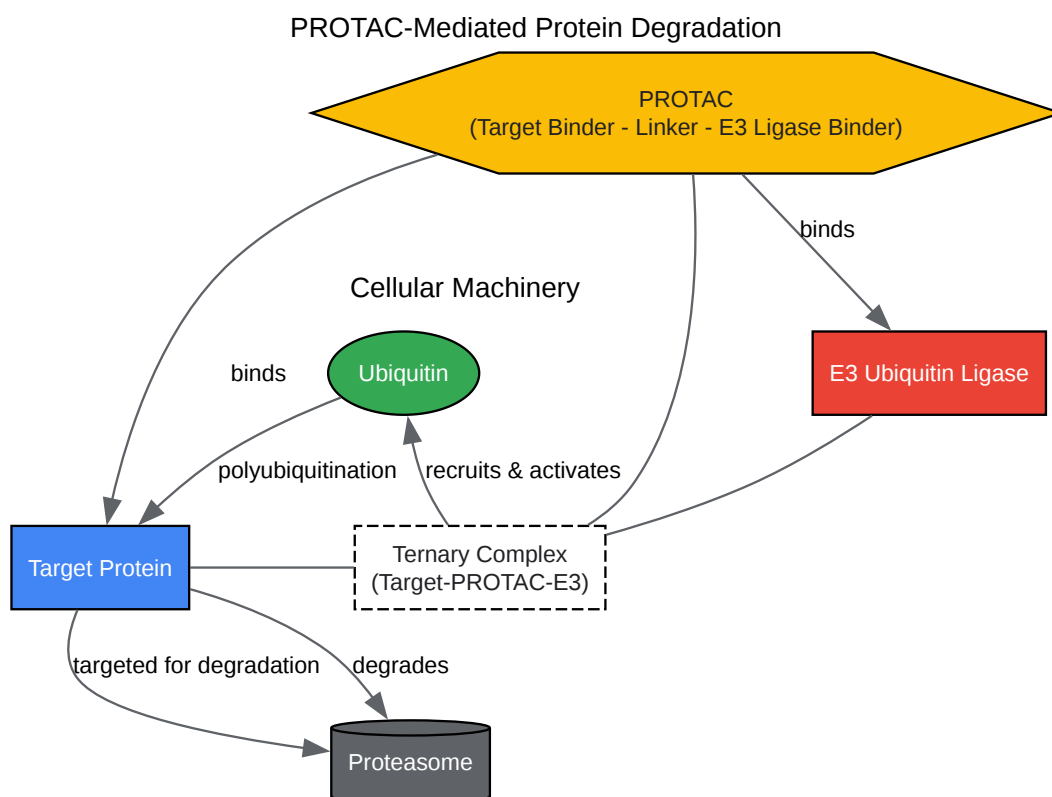 PROTAC-Mediated Protein Degradation
PROTAC
(Target Binder - Linker - E3 Ligase Binder)
binds
Cellular Machinery
Ubiquitin
E3 Ubiquitin Ligase
binds
polyubiquitination
recruits & activates
Target Protein
Ternary Complex
(Target-PROTAC-E3)
targeted for degradation
degrades
Proteasome